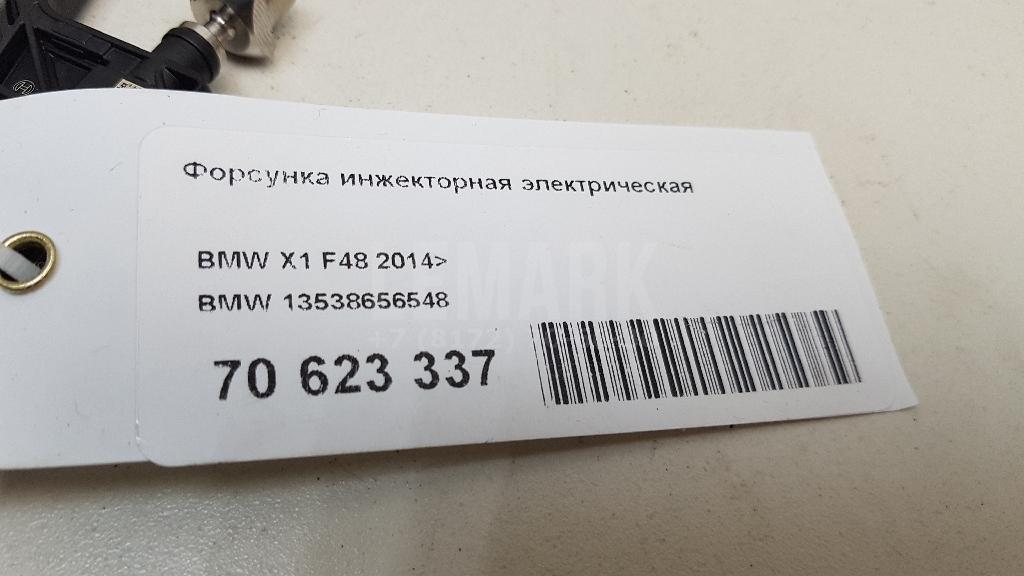 Форсунка инжекторная электрическая
BMW X1 F48 2014>
BMW 13538656548
70 623 337